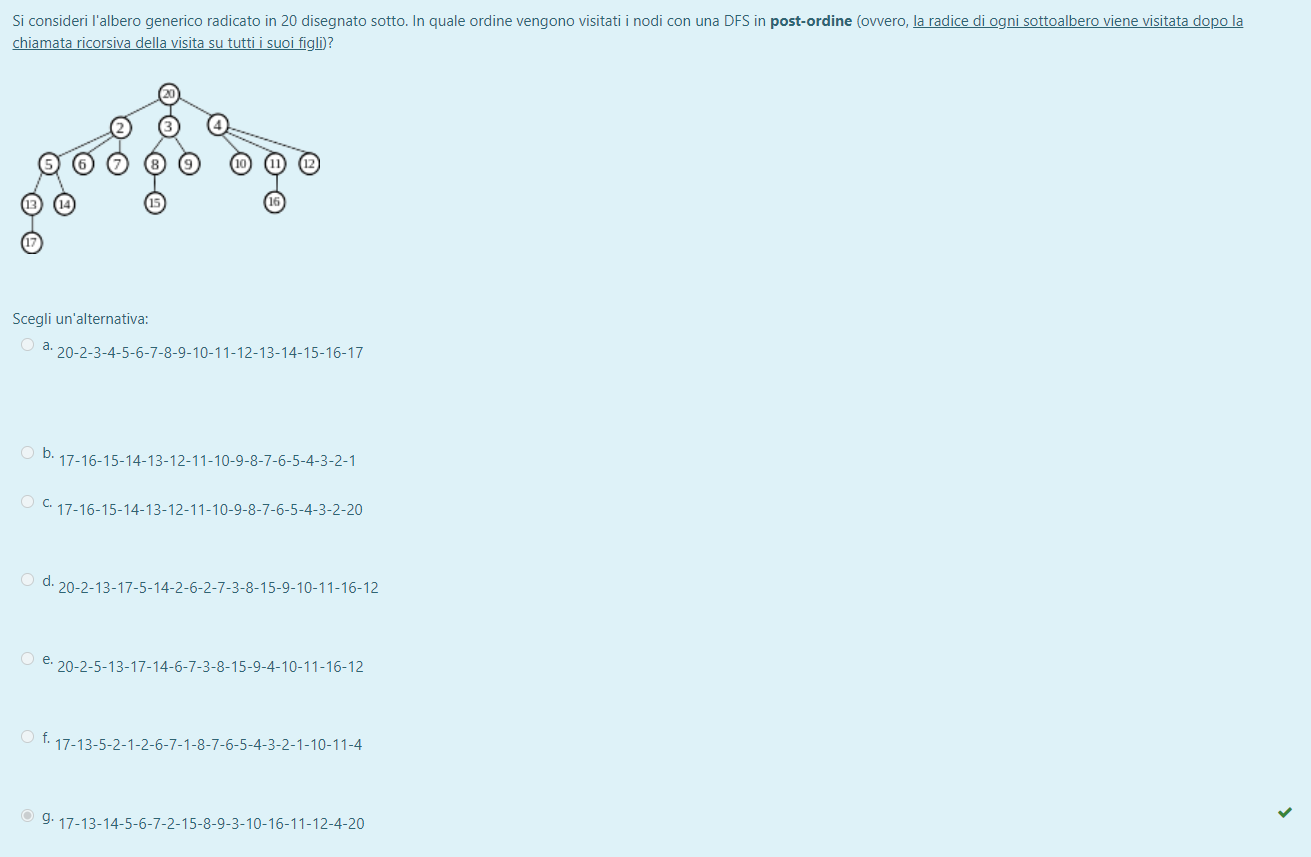 Si consideri l'albero generico radicato in 20 disegnato sotto. In quale ordine vengono visitati i nodi con una DFS in post-ordine (ovvero, la radice di ogni sottoalbero viene visitata dopo la
chiamata ricorsiva della visita su tutti i suoi figli)?
20
2 3 4
5 6 7 8 9 10 11 12
13 14 15 16
17
Scegli un'alternativa:
a. 20-2-3-4-5-6-7-8-9-10-11-12-13-14-15-16-17
b. 17-16-15-14-13-12-11-10-9-8-7-6-5-4-3-2-1
c. 17-16-15-14-13-12-11-10-9-8-7-6-5-4-3-2-20
d. 20-2-13-17-5-14-2-6-2-7-3-8-15-9-10-11-16-12
e. 20-2-5-13-17-14-6-7-3-8-15-9-4-10-11-16-12
f. 17-13-5-2-1-2-6-7-1-8-7-6-5-4-3-2-1-10-11-4
g. 17-13-14-5-6-7-2-15-8-9-3-10-16-11-12-4-20